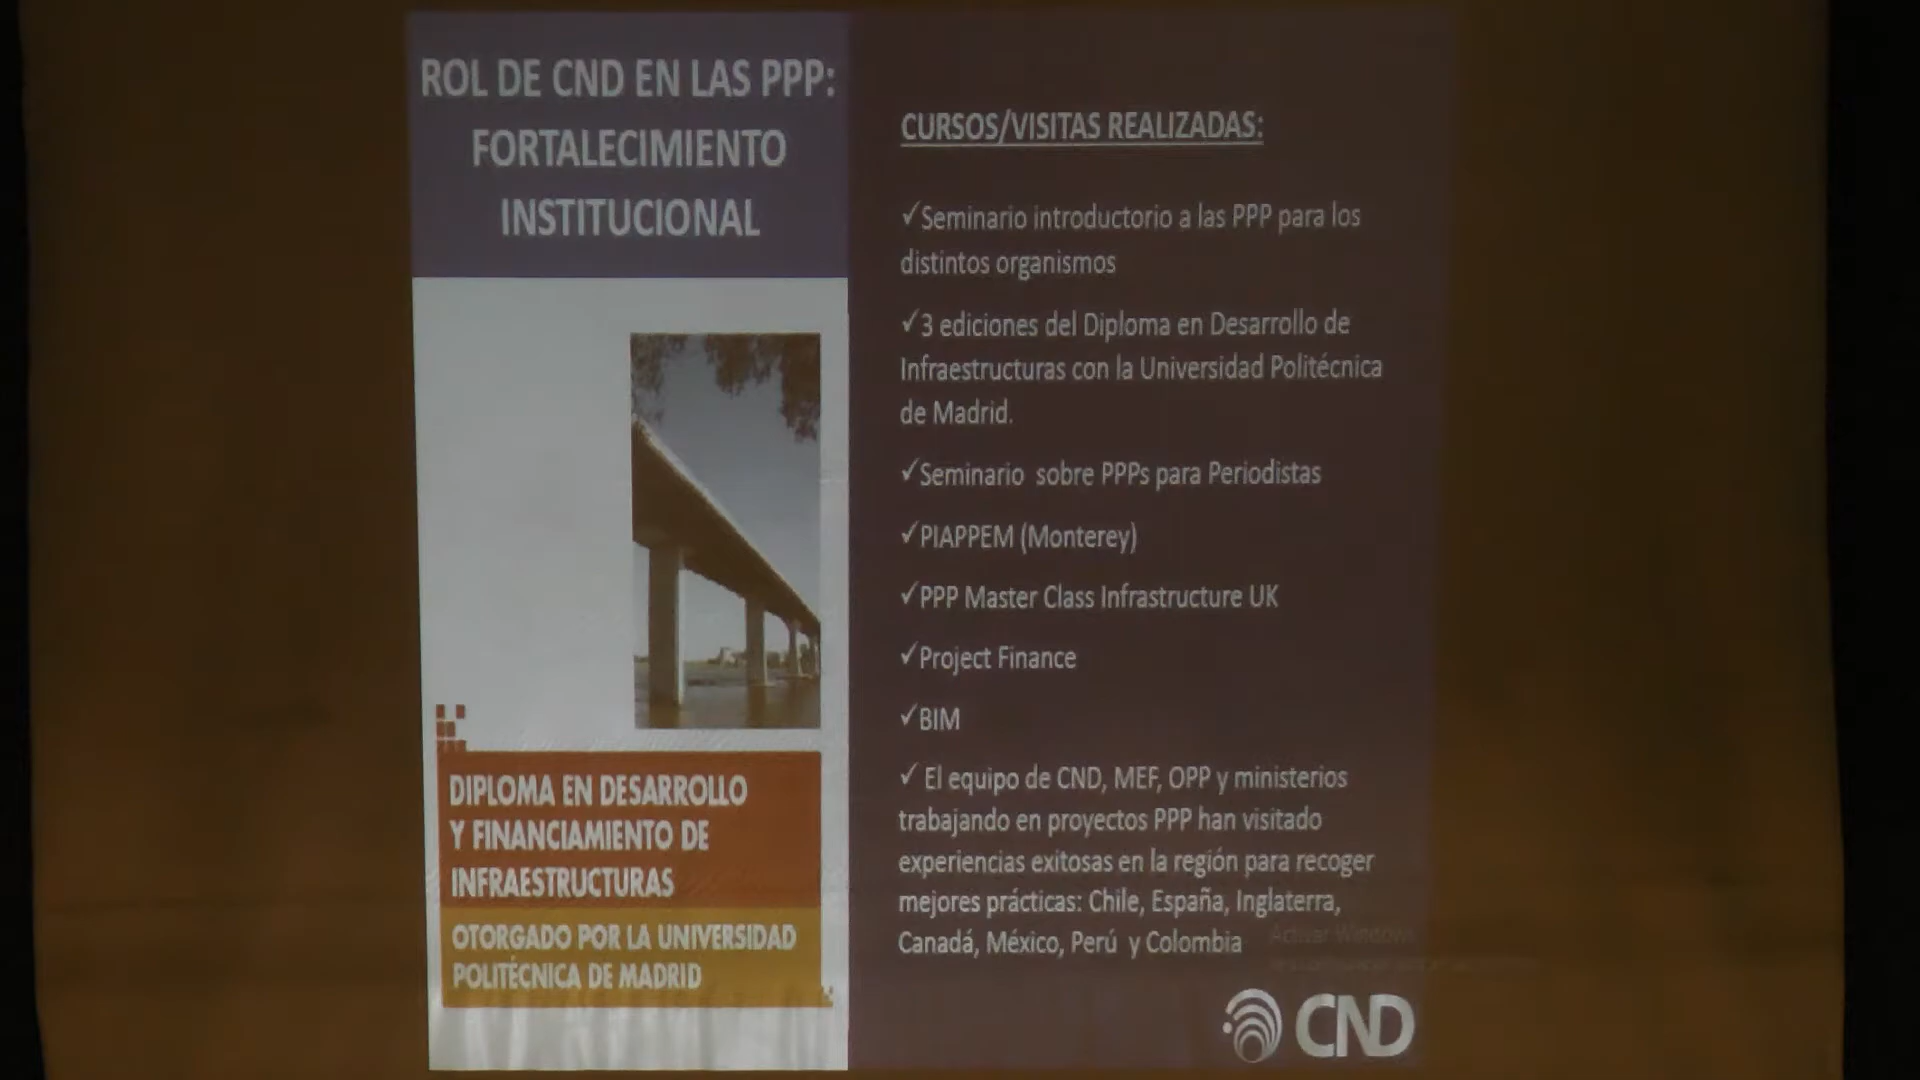 ROL DE CND EN LAS PPP:
FORTALECIMIENTO
INSTITUCIONAL
DIPLOMA EN DESARROLLO
Y FINANCIAMIENTO DE
INFRAESTRUCTURAS
OTORGADO POR LA UNIVERSIDAD
POLITÉCNICA DE MADRID
CURSOS/VISITAS REALIZADAS:
✓Seminario introductorio a las PPP para los
distintos organismos
✓3 ediciones del Diploma en Desarrollo de
Infraestructuras con la Universidad Politécnica
de Madrid.
✓Seminario sobre PPPs para Periodistas
✓PIAPPEM (Monterey)
✓PPP Master Class Infrastructure UK
✓Project Finance
✓BIM
✓ El equipo de CND, MEF, OPP y ministerios
trabajando en proyectos PPP han visitado
experiencias exitosas en la región para recoger
mejores prácticas: Chile, España, Inglaterra,
Canadá, México, Perú y Colombia
Activar Windows
CND